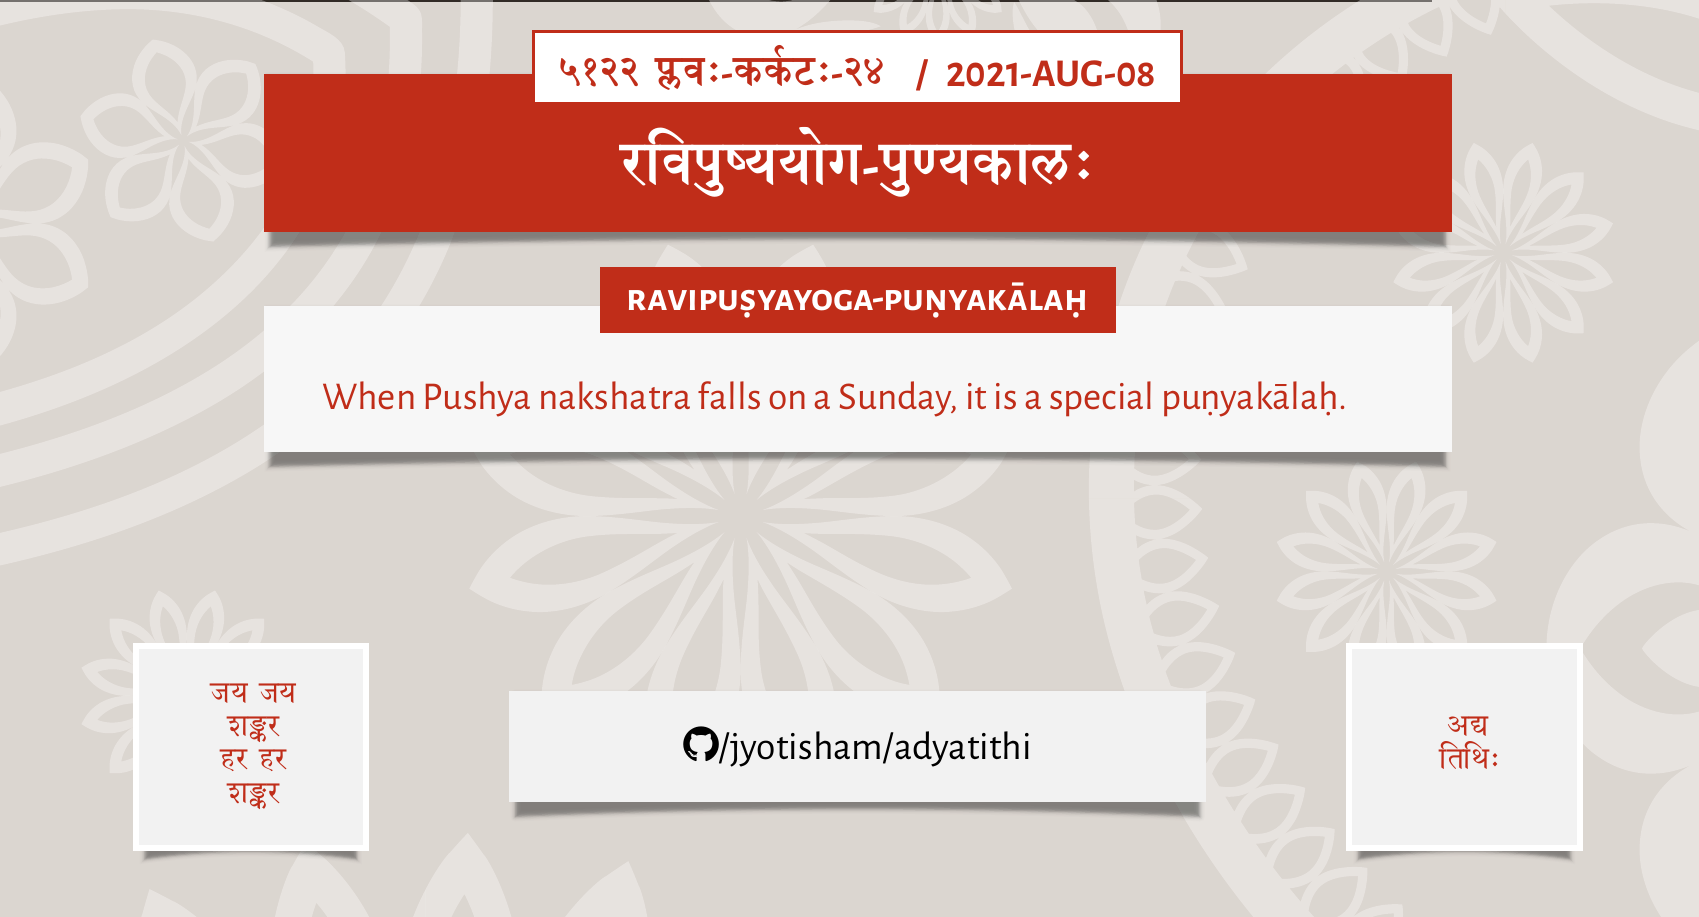 ५१२२ प्लवः-कर्कटः-२४ / 2021-AUG-08
रविपुष्ययोग-पुण्यकालः
RAVIPUṢYAYOGA-PUṆYAKĀLAḤ
When Pushya nakshatra falls on a Sunday, it is a special puṇyakālaḥ.
जय जय
शङ्कर
हर हर
शङ्कर
/jyotisham/adyatithi
अद्य
तिथिः